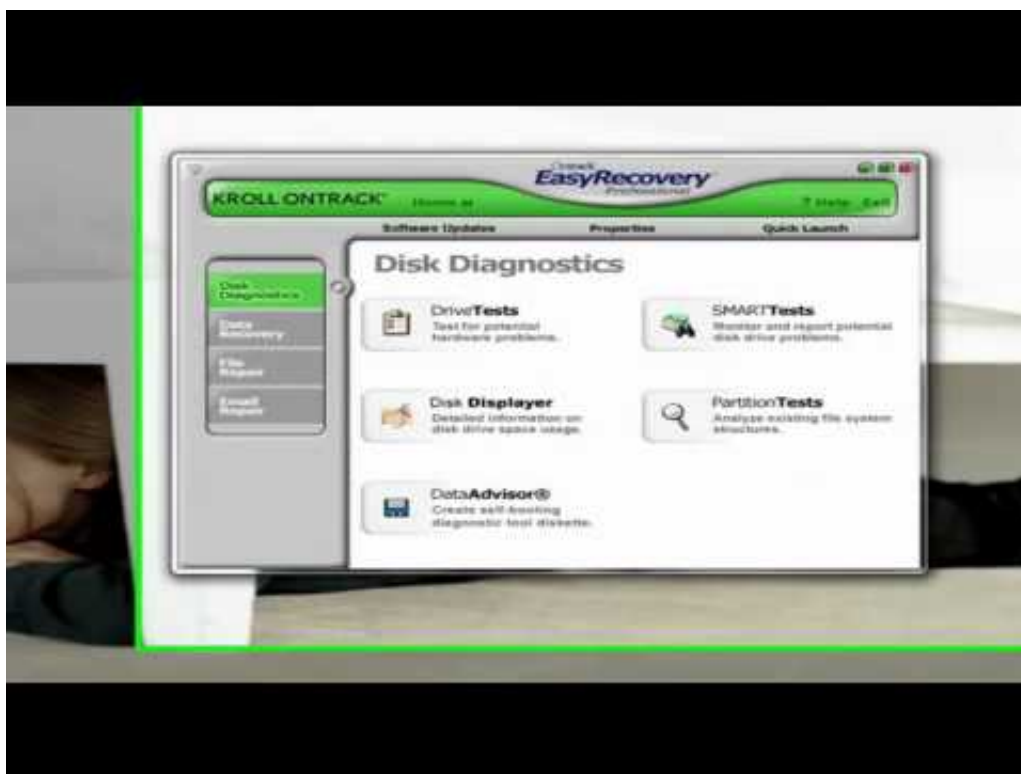 Ontrack
EasyRecovery
Professional
KROLL ONTRACK®
Home
? Help Exit
Software Updates Properties Quick Launch
Disk Diagnostics
Disk
Diagnostics
Data
Recovery
File
Repair
Email
Repair
DriveTests
Test for potential
hardware problems.
SMARTTests
Monitor and report potential
disk drive problems.
Disk Displayer
Detailed information on
disk drive space usage.
PartitionTests
Analyze existing file system
structures.
DataAdvisor®
Create self-booting
diagnostic tool diskette.